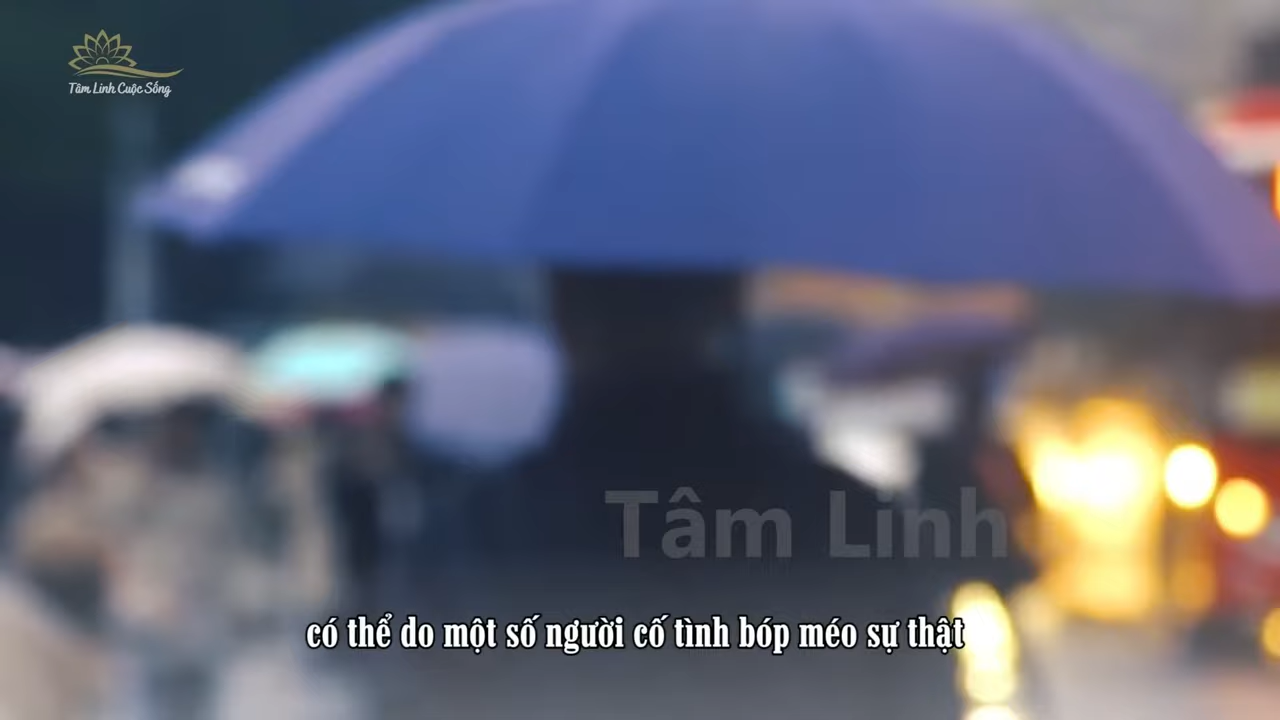 Tâm Linh Cuộc Sống
Tâm Linh
có thể do một số người cố tình bóp méo sự thật